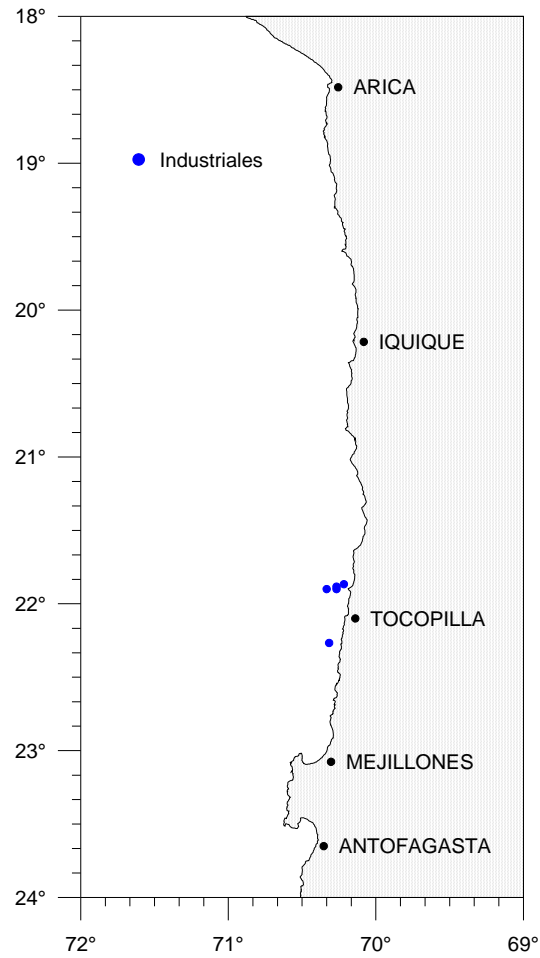 18°
ARICA
19°
Industriales
20°
IQUIQUE
21°
22°
TOCOPILLA
23°
MEJILLONES
ANTOFAGASTA
24°
72° 71° 70° 69°